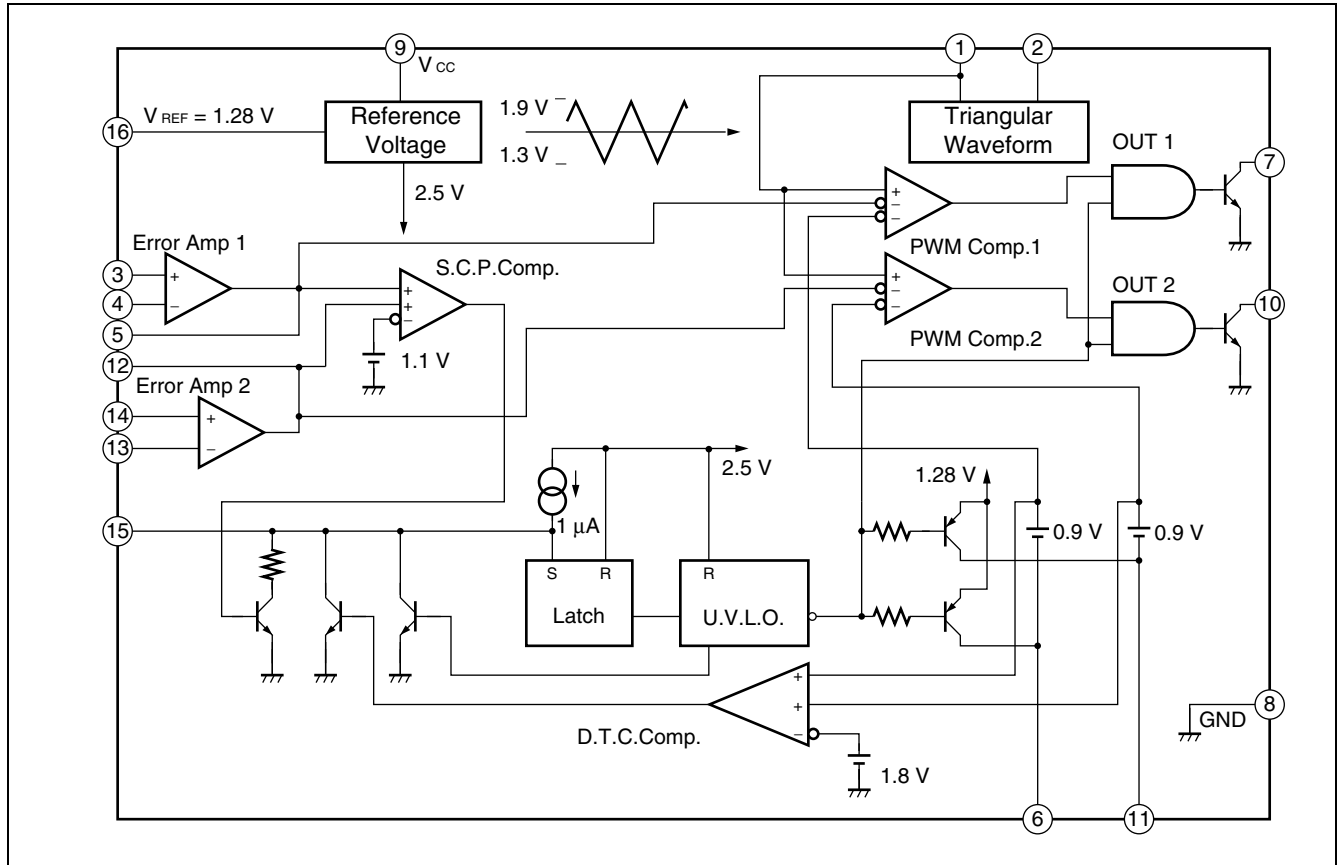 9
1
2
V CC
16
V REF = 1.28 V
Reference
Voltage
1.9 V
1.3 V
Triangular
Waveform
OUT 1
7
2.5 V
+
−
−
PWM Comp.1
Error Amp 1
3
4
+
−
S.C.P.Comp.
+
+
−
1.1 V
5
12
+
−
−
PWM Comp.2
OUT 2
10
Error Amp 2
14
13
+
−
2.5 V
1.28 V
15
1 μA
0.9 V
0.9 V
S
R
Latch
R
U.V.L.O.
+
+
−
D.T.C.Comp.
1.8 V
GND
8
6
11